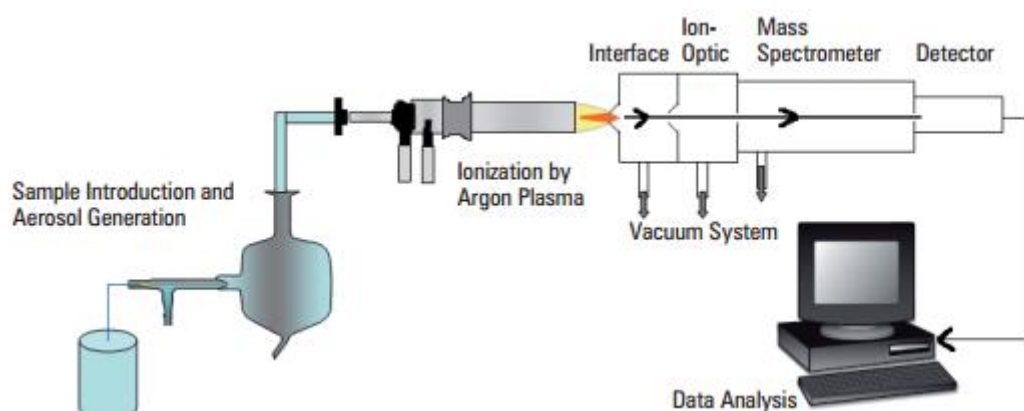 Ion-
Optic
Mass
Spectrometer
Interface
Detector
Sample Introduction and
Aerosol Generation
Ionization by
Argon Plasma
Vacuum System
Data Analysis